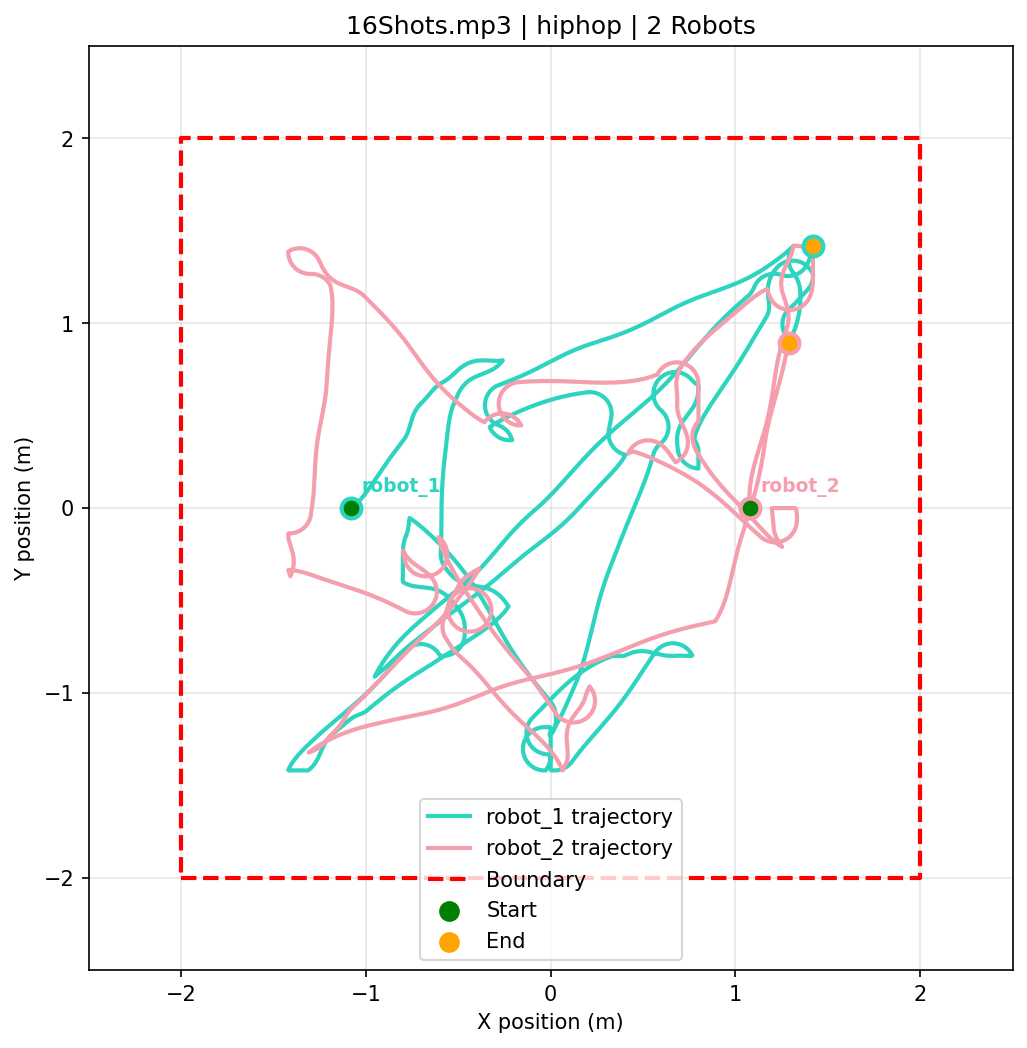 16Shots.mp3 | hiphop | 2 Robots
Y position (m)
2
1
0
−1
−2
robot_1
robot_2
robot_1 trajectory
robot_2 trajectory
Boundary
Start
End
−2
−1
0
1
2
X position (m)